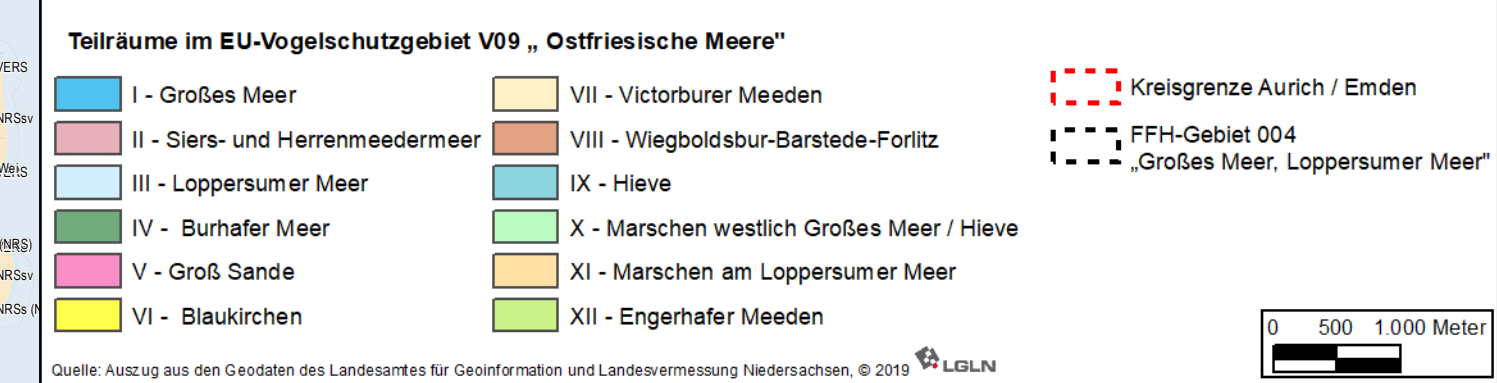 Teilräume im EU-Vogelschutzgebiet V09 „ Ostfriesische Meere"
I - Großes Meer
II - Siers- und Herrenmeedermeer
III - Loppersumer Meer
IV - Burhafer Meer
V - Groß Sande
VI - Blaukirchen
VII - Victorburer Meeden
VIII - Wiegboldsbur-Barstede-Forlitz
IX - Hieve
X - Marschen westlich Großes Meer / Hieve
XI - Marschen am Loppersumer Meer
XII - Engerhafer Meeden
Kreisgrenze Aurich / Emden
FFH-Gebiet 004
„Großes Meer, Loppersumer Meer"
0 500 1.000 Meter
Quelle: Auszug aus den Geodaten des Landesamtes für Geoinformation und Landesvermessung Niedersachsen, © 2019 LGLN